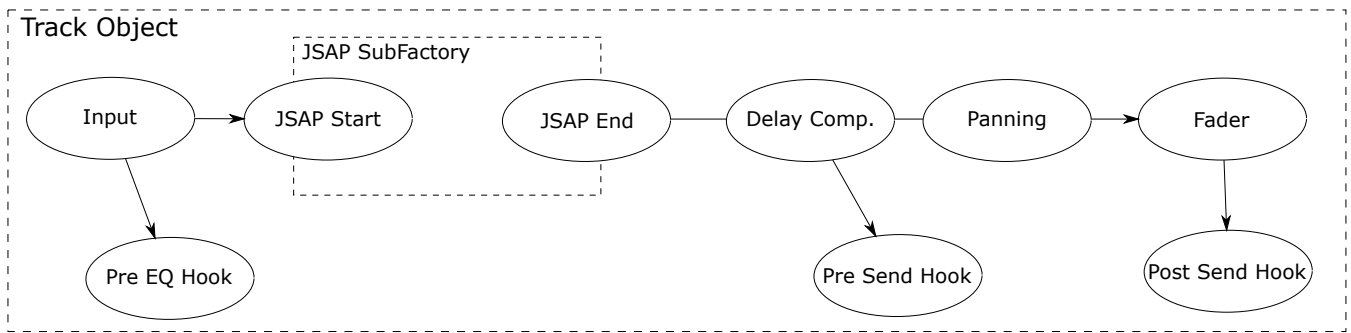 Track Object
JSAP SubFactory
Input
JSAP Start
JSAP End
Delay Comp.
Panning
Fader
Pre EQ Hook
Pre Send Hook
Post Send Hook